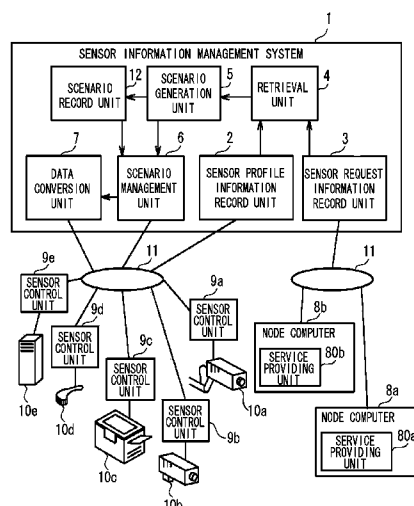 1
SENSOR INFORMATION MANAGEMENT SYSTEM
12
5
4
SCENARIO
RECORD UNIT
SCENARIO
GENERATION
UNIT
RETRIEVAL
UNIT
7
6
2
3
DATA
CONVERSION
UNIT
SCENARIO
MANAGEMENT
UNIT
SENSOR PROFILE
INFORMATION
RECORD UNIT
SENSOR REQUEST
INFORMATION
RECORD UNIT
11
11
9e
SENSOR
CONTROL
UNIT
9a
SENSOR
CONTROL
UNIT
9d
SENSOR
CONTROL
UNIT
9c
SENSOR
CONTROL
UNIT
9b
SENSOR
CONTROL
UNIT
10e
10d
10c
10b
10a
8b
NODE COMPUTER
80b
SERVICE
PROVIDING
UNIT
8a
NODE COMPUTER
80a
SERVICE
PROVIDING
UNIT